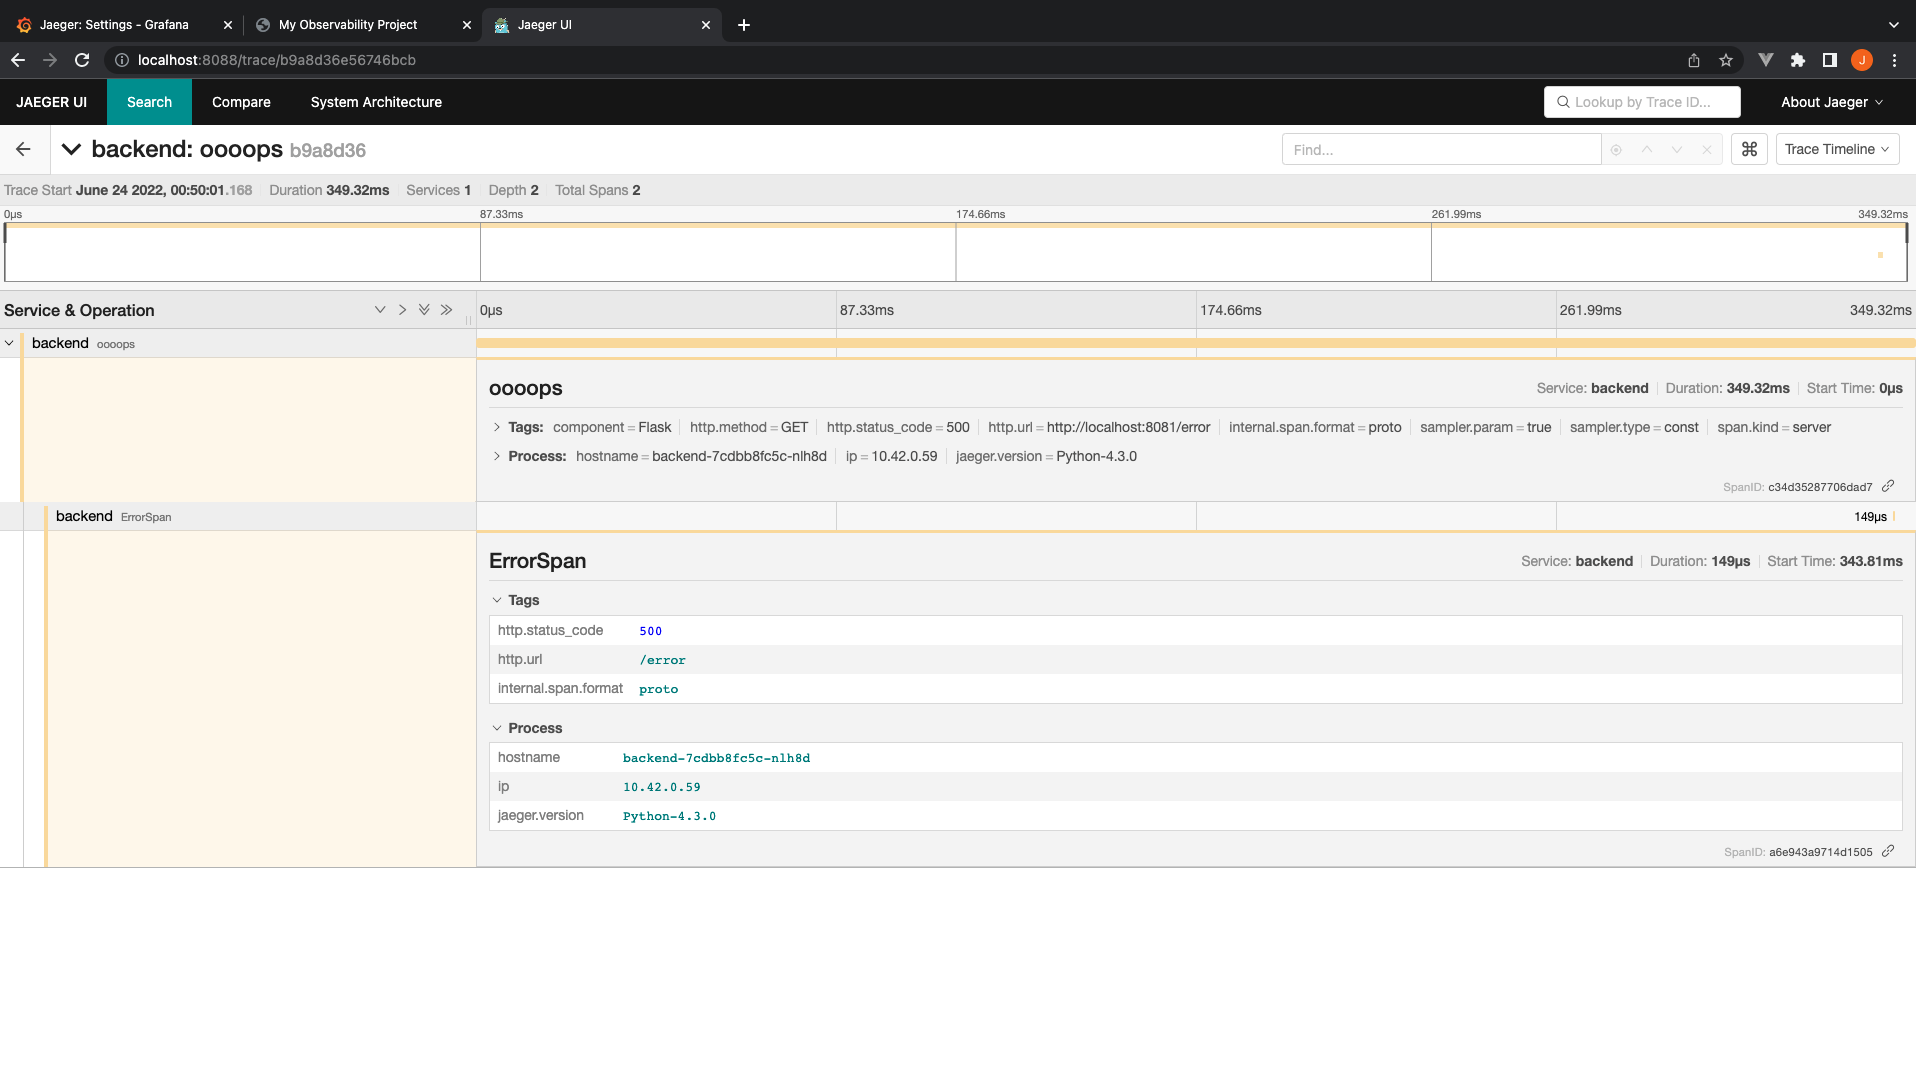 Jaeger: Settings - Grafana
My Observability Project
Jaeger UI
localhost:8088/trace/b9a8d36e56746bcb
J
JAEGER UI Search Compare System Architecture Lookup by Trace ID... About Jaeger
backend: oooops b9a8d36 Find... ⌘ Trace Timeline
Trace Start June 24 2022, 00:50:01.168 Duration 349.32ms Services 1 Depth 2 Total Spans 2
0μs 87.33ms 174.66ms 261.99ms 349.32ms
Service & Operation 0μs 87.33ms 174.66ms 261.99ms 349.32ms
backend oooops
oooops Service: backend Duration: 349.32ms Start Time: 0μs
Tags: component = Flask http.method = GET http.status_code = 500 http.url = http://localhost:8081/error internal.span.format = proto sampler.param = true sampler.type = const span.kind = server
Process: hostname = backend-7cdbb8fc5c-nlh8d ip = 10.42.0.59 jaeger.version = Python-4.3.0
SpanID: c34d35287706dad7
backend ErrorSpan 149μs
ErrorSpan Service: backend Duration: 149μs Start Time: 343.81ms
Tags
http.status_code 500
http.url /error
internal.span.format proto
Process
hostname backend-7cdbb8fc5c-nlh8d
ip 10.42.0.59
jaeger.version Python-4.3.0
SpanID: a6e943a9714d1505